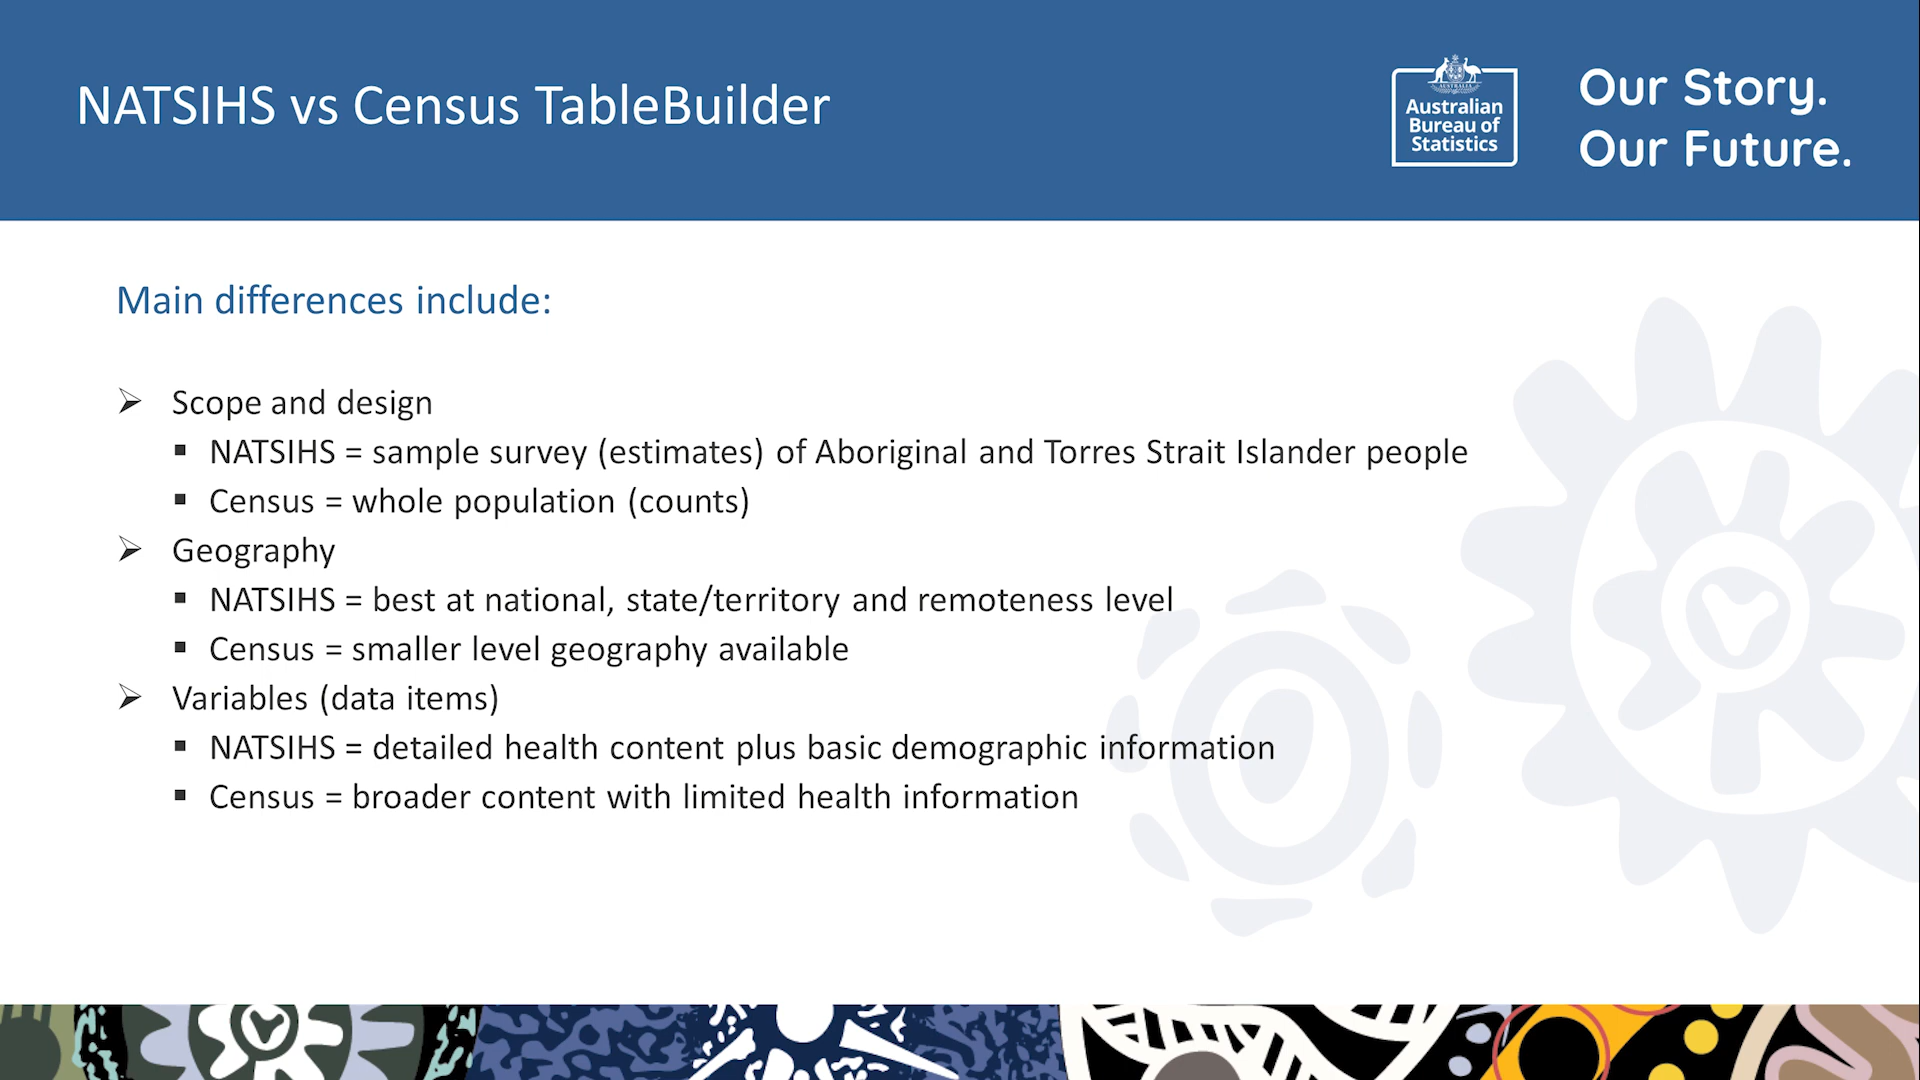 NATSIHS vs Census TableBuilder
AUSTRALIA
Australian
Bureau of
Statistics
Our Story.
Our Future.
Main differences include:
Scope and design
NATSIHS = sample survey (estimates) of Aboriginal and Torres Strait Islander people
Census = whole population (counts)
Geography
NATSIHS = best at national, state/territory and remoteness level
Census = smaller level geography available
Variables (data items)
NATSIHS = detailed health content plus basic demographic information
Census = broader content with limited health information